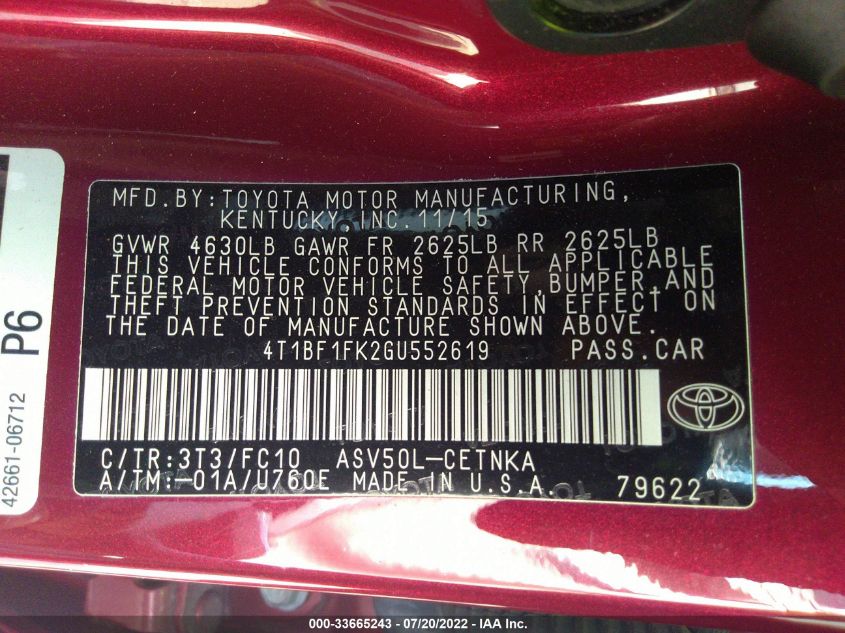 MFD.BY:TOYOTA MOTOR MANUFACTURING,
KENTUCKY,INC.11/15
GVWR 4630LB GAWR FR 2625LB RR 2625LB
THIS VEHICLE CONFORMS TO ALL APPLICABLE
FEDERAL MOTOR VEHICLE SAFETY,BUMPER,AND
THEFT PREVENTION STANDARDS IN EFFECT ON
THE DATE OF MANUFACTURE SHOWN ABOVE.
4T1BF1FK2GU552619 PASS.CAR
C/TR:3T3/FC10 ASV50L-CETNKA
A/TM:-01A/U760E MADE IN U.S.A. 79622
P6
42661-06712
000-33665243 - 07/20/2022 - IAA Inc.